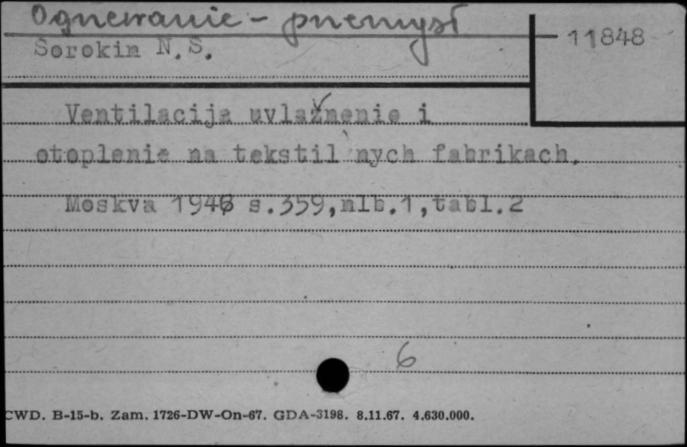 Ogrzewanie - przemysł
11848
Sorokin N.S.
Ventilacija uvlažnenie i
otoplenie na tekstil'nych fabrikach.
Moskva 1946 s.359,nlb.1,tabl.2
6
CWD. B-15-b. Zam. 1726-DW-On-67. GDA-3198. 8.11.67. 4.630.000.